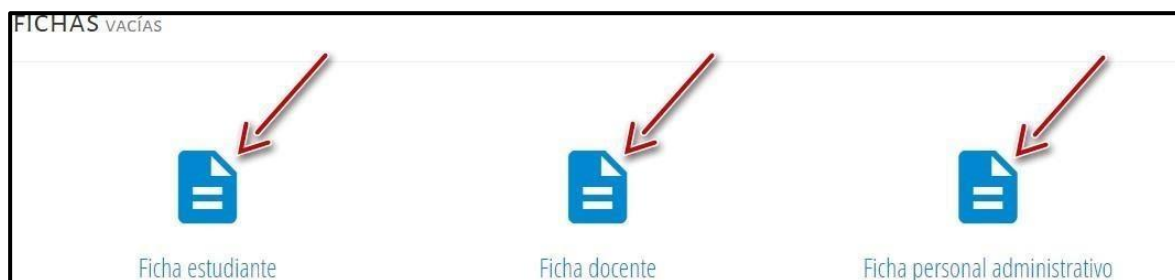 FICHAS VACÍAS
Ficha estudiante
Ficha docente
Ficha personal administrativo